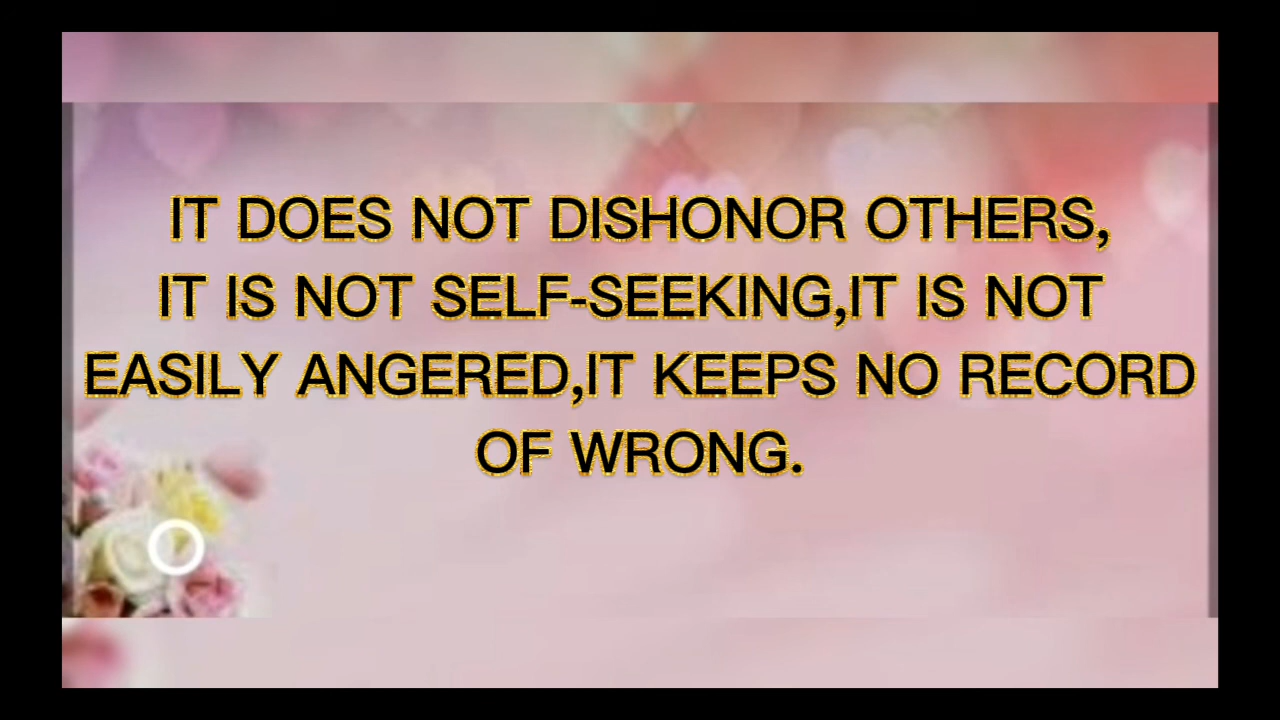 IT DOES NOT DISHONOR OTHERS,
IT IS NOT SELF-SEEKING,IT IS NOT
EASILY ANGERED,IT KEEPS NO RECORD
OF WRONG.